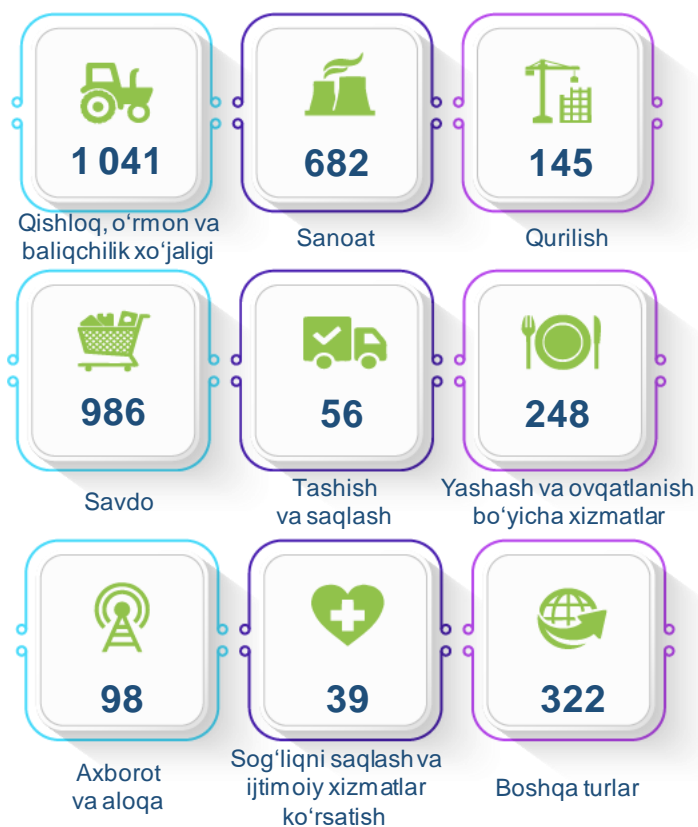 1 041
682
145
Qishloq, oʻrmon va
baliqchilik xoʻjaligi
Sanoat
Qurilish
986
56
248
Savdo
Tashish
va saqlash
Yashash va ovqatlanish
boʻyicha xizmatlar
98
39
322
Axborot
va aloqa
Sogʻliqni saqlash va
ijtimoiy xizmatlar
koʻrsatish
Boshqa turlar